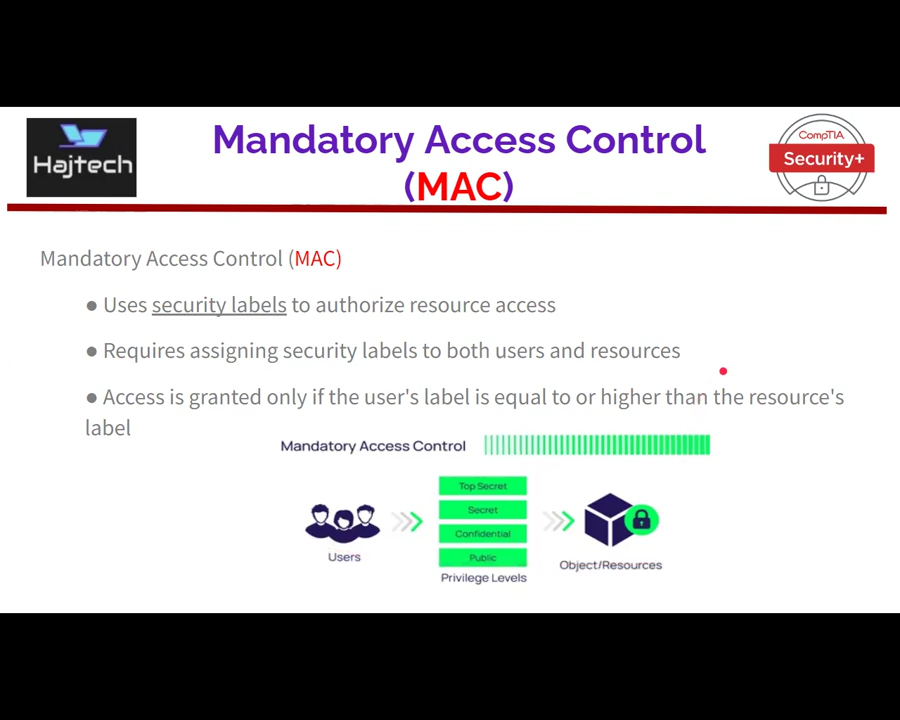 Hajtech
Mandatory Access Control
(MAC)
CompTIA
Security+
Mandatory Access Control (MAC)
● Uses security labels to authorize resource access
● Requires assigning security labels to both users and resources
● Access is granted only if the user's label is equal to or higher than the resource's
label
Mandatory Access Control
Top Secret
Secret
Confidential
Public
Users
Privilege Levels
Object/Resources